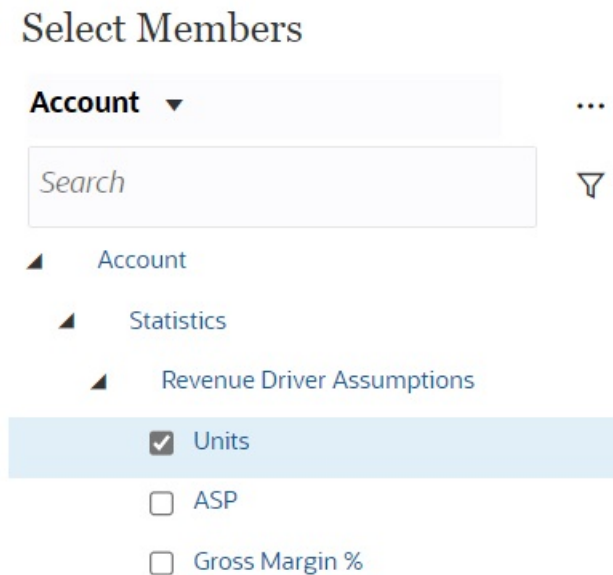 Select Members
Account
...
Search
Account
Statistics
Revenue Driver Assumptions
Units
ASP
Gross Margin %